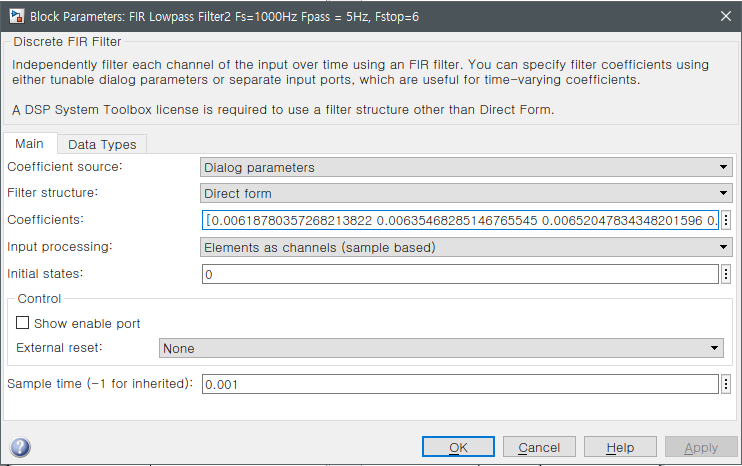 Block Parameters: FIR Lowpass Filter2 Fs=1000Hz Fpass = 5Hz, Fstop=6
Discrete FIR Filter
Independently filter each channel of the input over time using an FIR filter. You can specify filter coefficients using
either tunable dialog parameters or separate input ports, which are useful for time-varying coefficients.
A DSP System Toolbox license is required to use a filter structure other than Direct Form.
Main Data Types
Coefficient source: Dialog parameters
Filter structure: Direct form
Coefficients: [0.00618780357268213822 0.00635468285146765545 0.00652047834348201596 0.
Input processing: Elements as channels (sample based)
Initial states: 0
Control
Show enable port
External reset: None
Sample time (-1 for inherited): 0.001
OK Cancel Help Apply